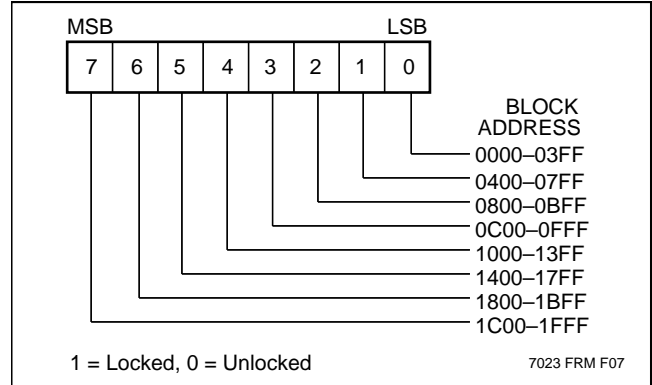 MSB LSB
7 6 5 4 3 2 1 0
BLOCK
ADDRESS
0000–03FF
0400–07FF
0800–0BFF
0C00–0FFF
1000–13FF
1400–17FF
1800–1BFF
1C00–1FFF
1 = Locked, 0 = Unlocked 7023 FRM F07